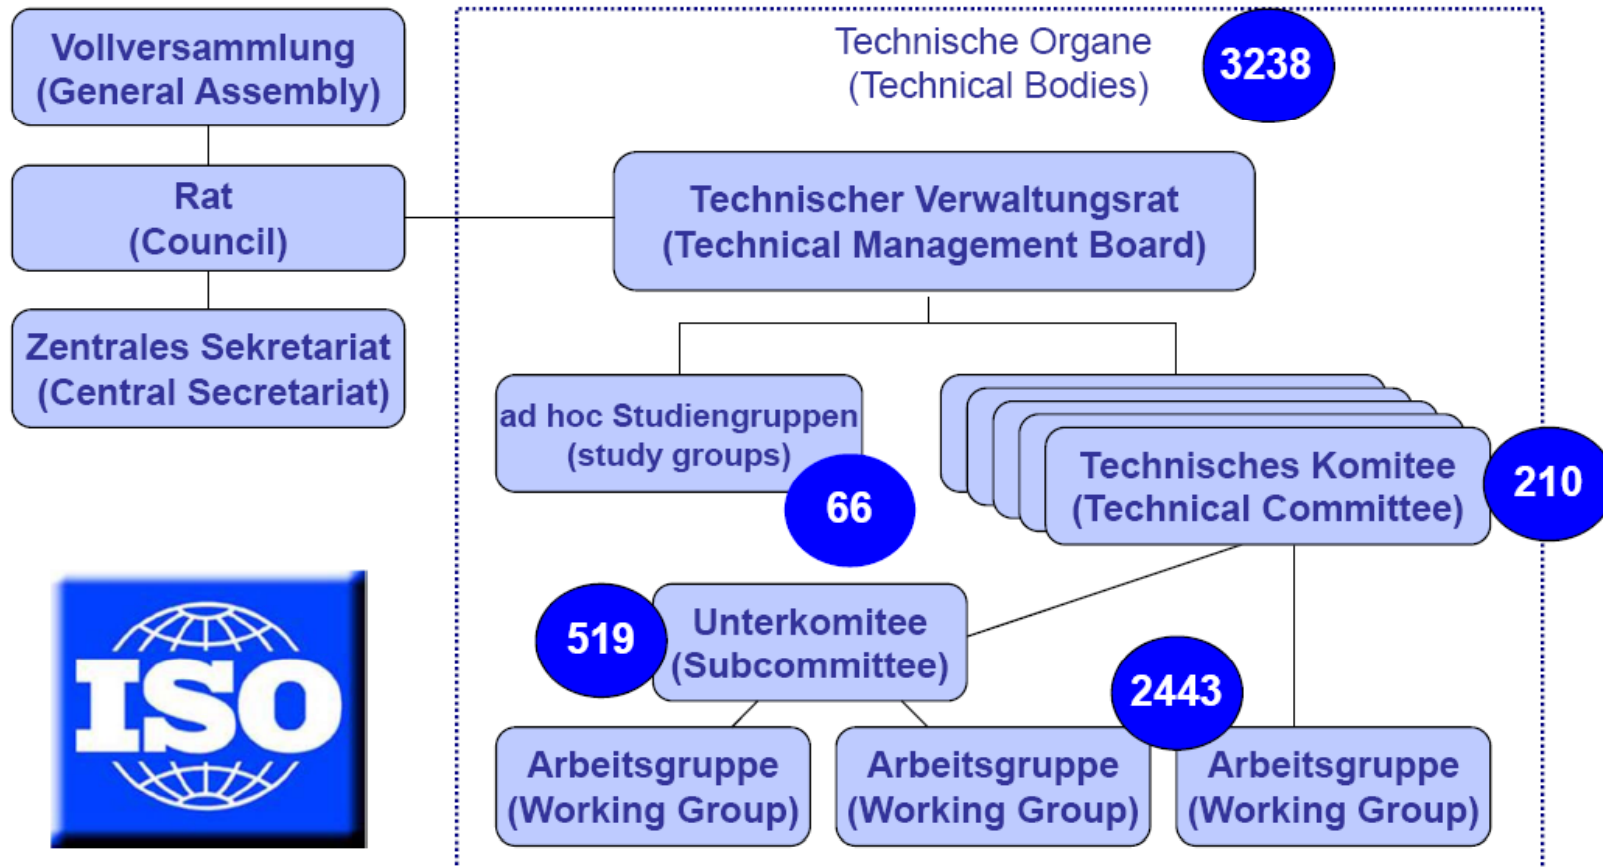 Vollversammlung
(General Assembly)
Rat
(Council)
Zentrales Sekretariat
(Central Secretariat)
Technische Organe
(Technical Bodies)
3238
Technischer Verwaltungsrat
(Technical Management Board)
ad hoc Studiengruppen
(study groups)
66
Technisches Komitee
(Technical Committee)
210
519
Unterkomitee
(Subcommittee)
2443
Arbeitsgruppe
(Working Group)
Arbeitsgruppe
(Working Group)
Arbeitsgruppe
(Working Group)
ISO